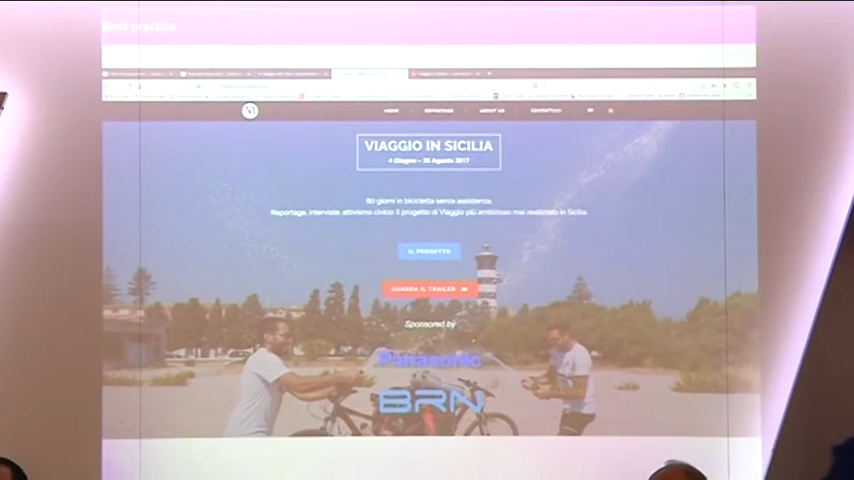 Best practice
HOME REPORTAGE ABOUT US CONTATTACI
VIAGGIO IN SICILIA
4 Giugno – 25 Agosto 2017
80 giorni in bicicletta senza assistenza.
Reportage, interviste, attivismo civico: il progetto di Viaggio più ambizioso mai realizzato in Sicilia.
IL PROGETTO
GUARDA IL TRAILER
Sponsored by
Panasonic
BRN